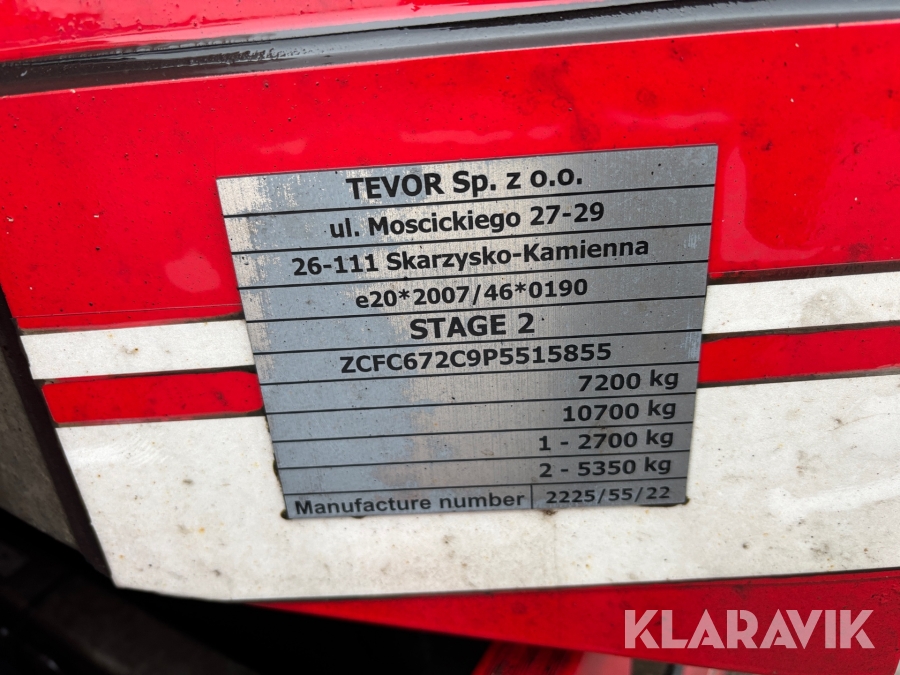 TEVOR Sp. z o.o.
ul. Moscickiego 27-29
26-111 Skarzysko-Kamienna
e20*2007/46*0190
STAGE 2
ZCFC672C9P5515855
7200 kg
10700 kg
1 - 2700 kg
2 - 5350 kg
Manufacture number 2225/55/22
KLARAVIK